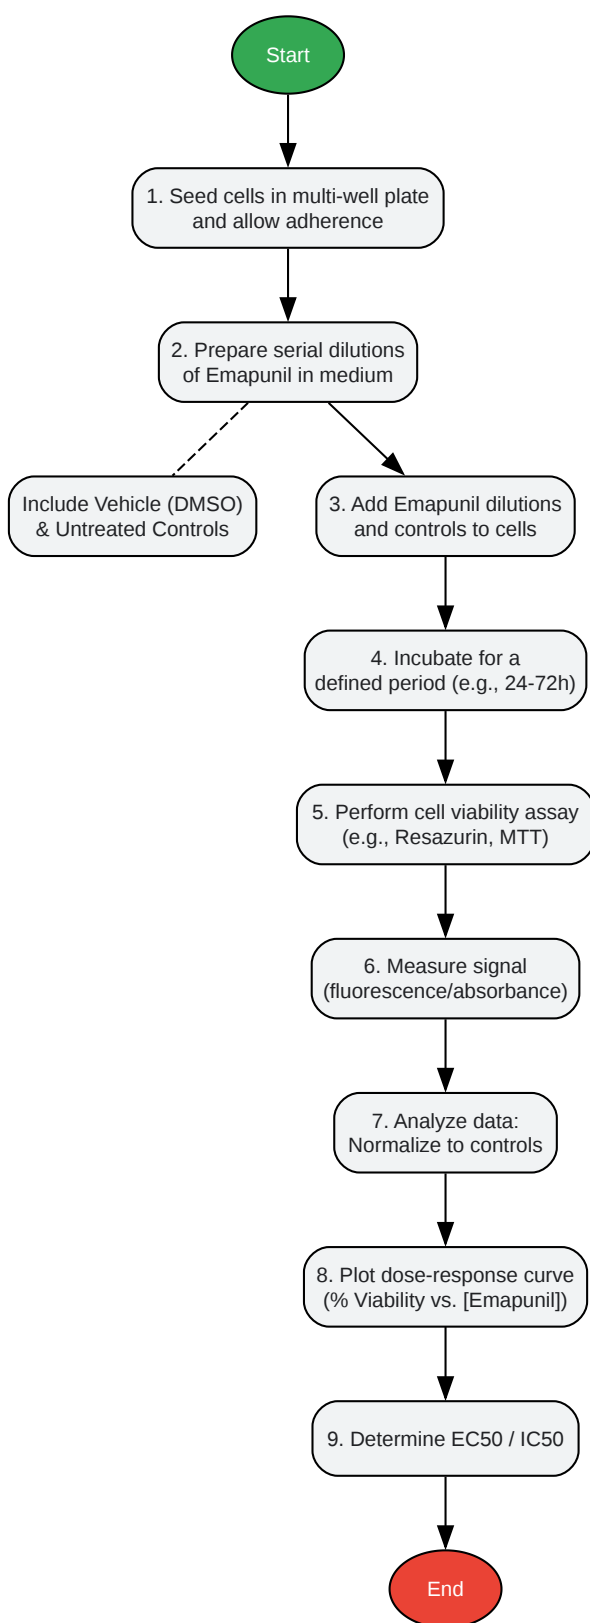 Start
1. Seed cells in multi-well plate
and allow adherence
2. Prepare serial dilutions
of Emapunil in medium
Include Vehicle (DMSO)
& Untreated Controls
3. Add Emapunil dilutions
and controls to cells
4. Incubate for a
defined period (e.g., 24-72h)
5. Perform cell viability assay
(e.g., Resazurin, MTT)
6. Measure signal
(fluorescence/absorbance)
7. Analyze data:
Normalize to controls
8. Plot dose-response curve
(% Viability vs. [Emapunil])
9. Determine EC50 / IC50
End